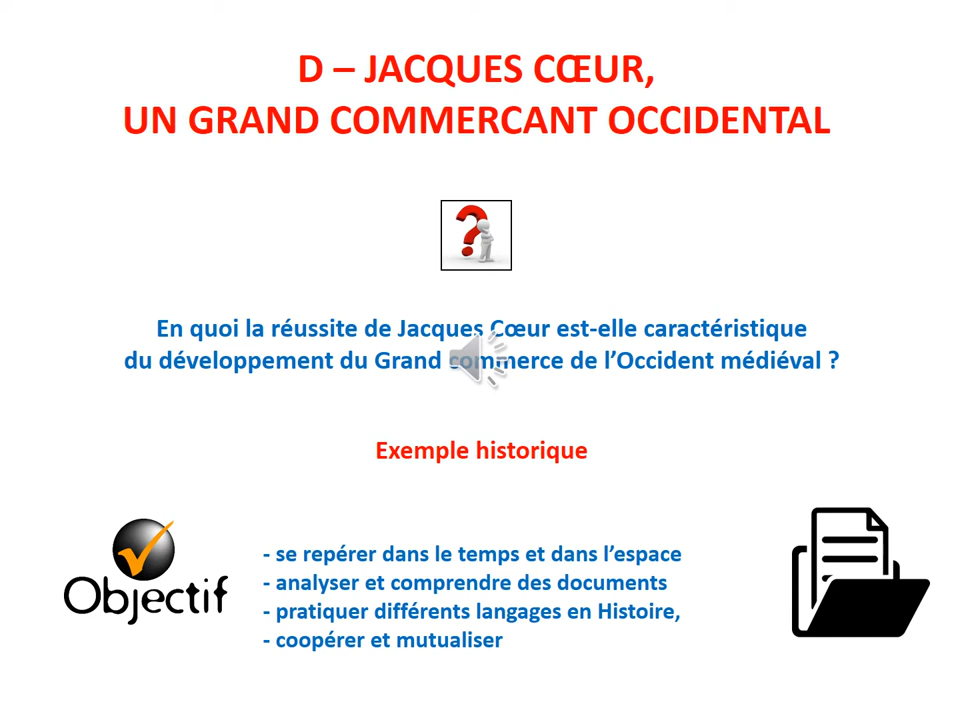 D – JACQUES CŒUR,
UN GRAND COMMERCANT OCCIDENTAL
En quoi la réussite de Jacques Cœur est-elle caractéristique
du développement du Grand commerce de l’Occident médiéval ?
Exemple historique
Objectif
- se repérer dans le temps et dans l’espace
- analyser et comprendre des documents
- pratiquer différents langages en Histoire,
- coopérer et mutualiser